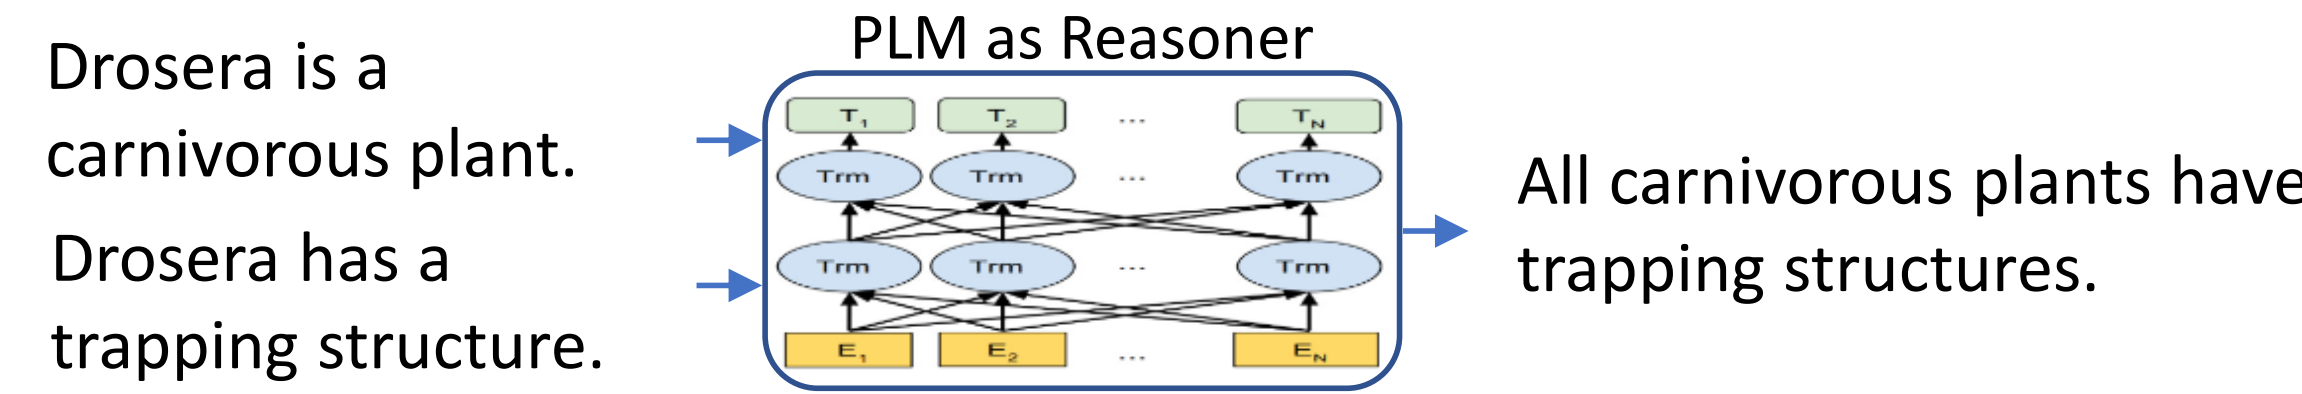 PLM as Reasoner
Drosera is a
carnivorous plant.
Drosera has a
trapping structure.
T1 T2 ... TN
Trm Trm ... Trm
Trm Trm ... Trm
E1 E2 ... EN
All carnivorous plants have
trapping structures.